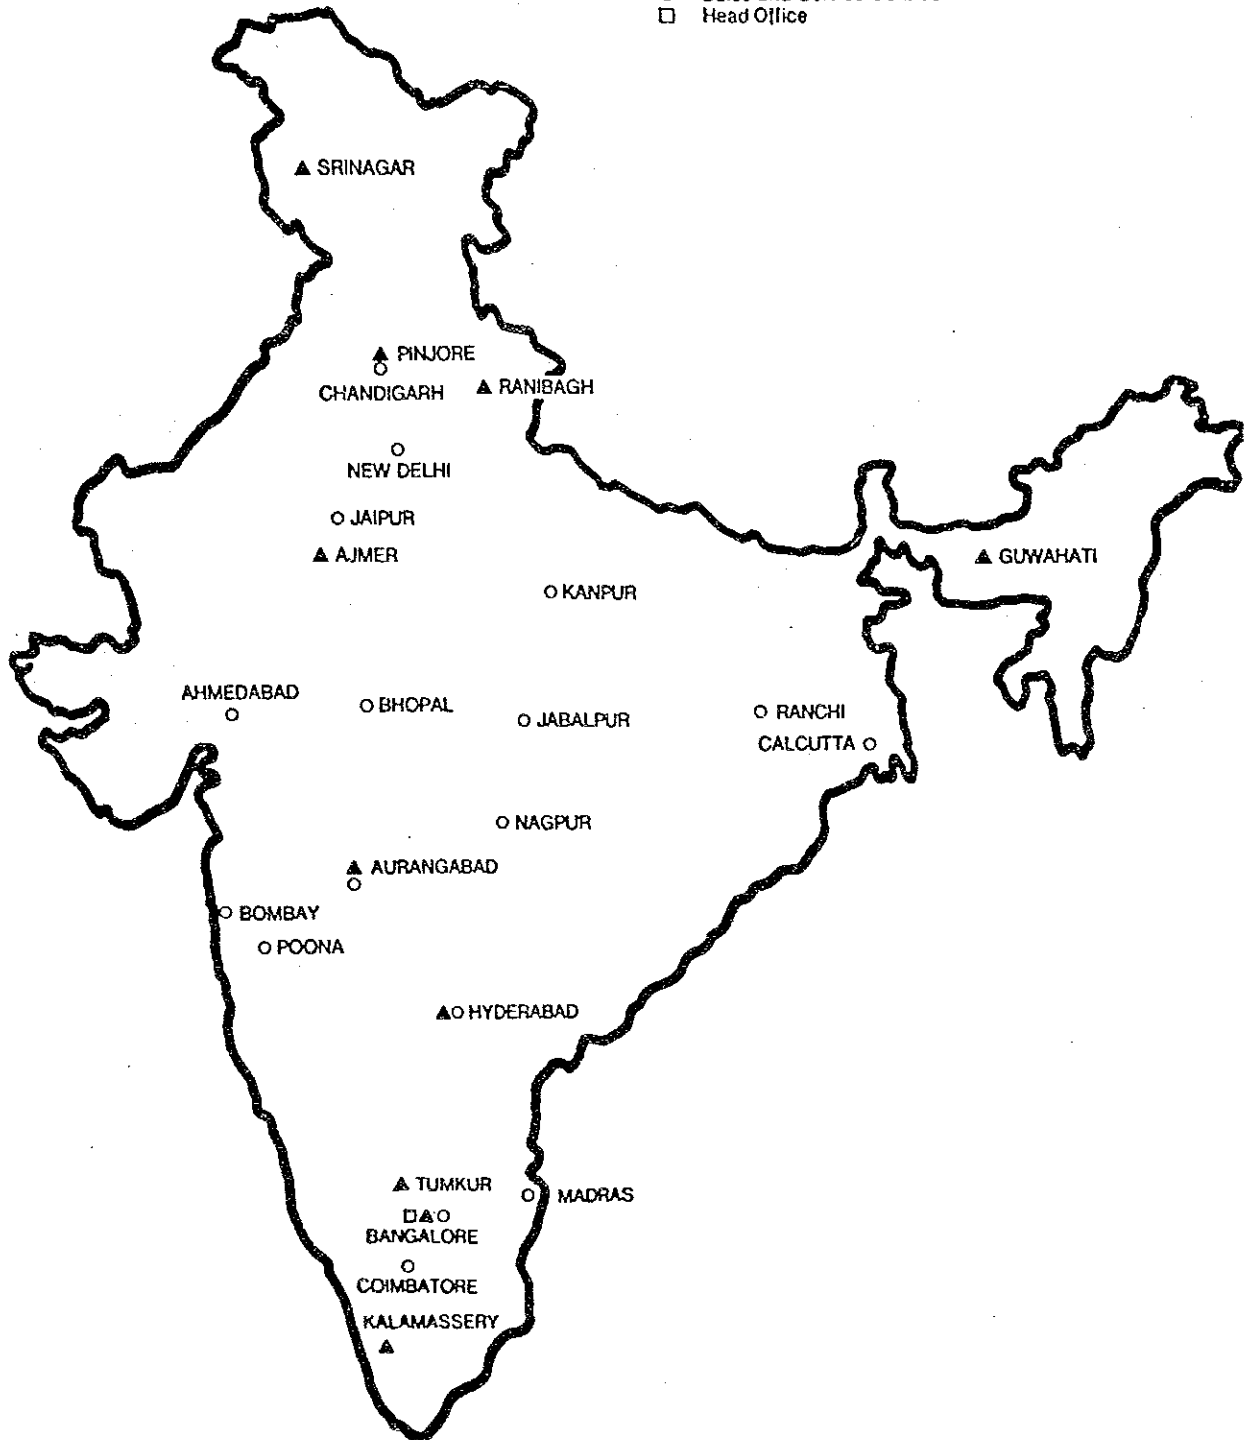 Head Office
SRINAGAR
PINJORE
CHANDIGARH
RANIBAGH
NEW DELHI
JAIPUR
AJMER
GUWAHATI
KANPUR
AHMEDABAD
BHOPAL
JABALPUR
RANCHI
CALCUTTA
NAGPUR
AURANGABAD
BOMBAY
POONA
HYDERABAD
TUMKUR
MADRAS
BANGALORE
COIMBATORE
KALAMASSERY